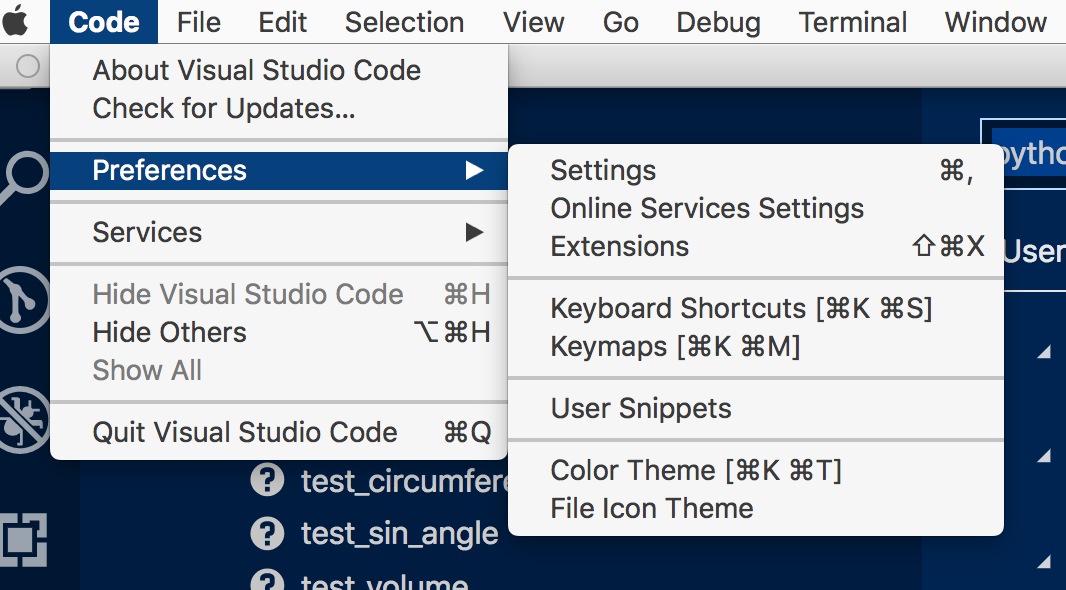 Code File Edit Selection View Go Debug Terminal Window
About Visual Studio Code
Check for Updates...
Preferences ▶
Services ▶
Hide Visual Studio Code ⌘H
Hide Others ⌥⌘H
Show All
Quit Visual Studio Code ⌘Q
Settings ⌘,
Online Services Settings
Extensions ⇧⌘X
Keyboard Shortcuts [⌘K ⌘S]
Keymaps [⌘K ⌘M]
User Snippets
Color Theme [⌘K ⌘T]
File Icon Theme
pytho
User
? test_circumfere
? test_sin_angle
? test_volume